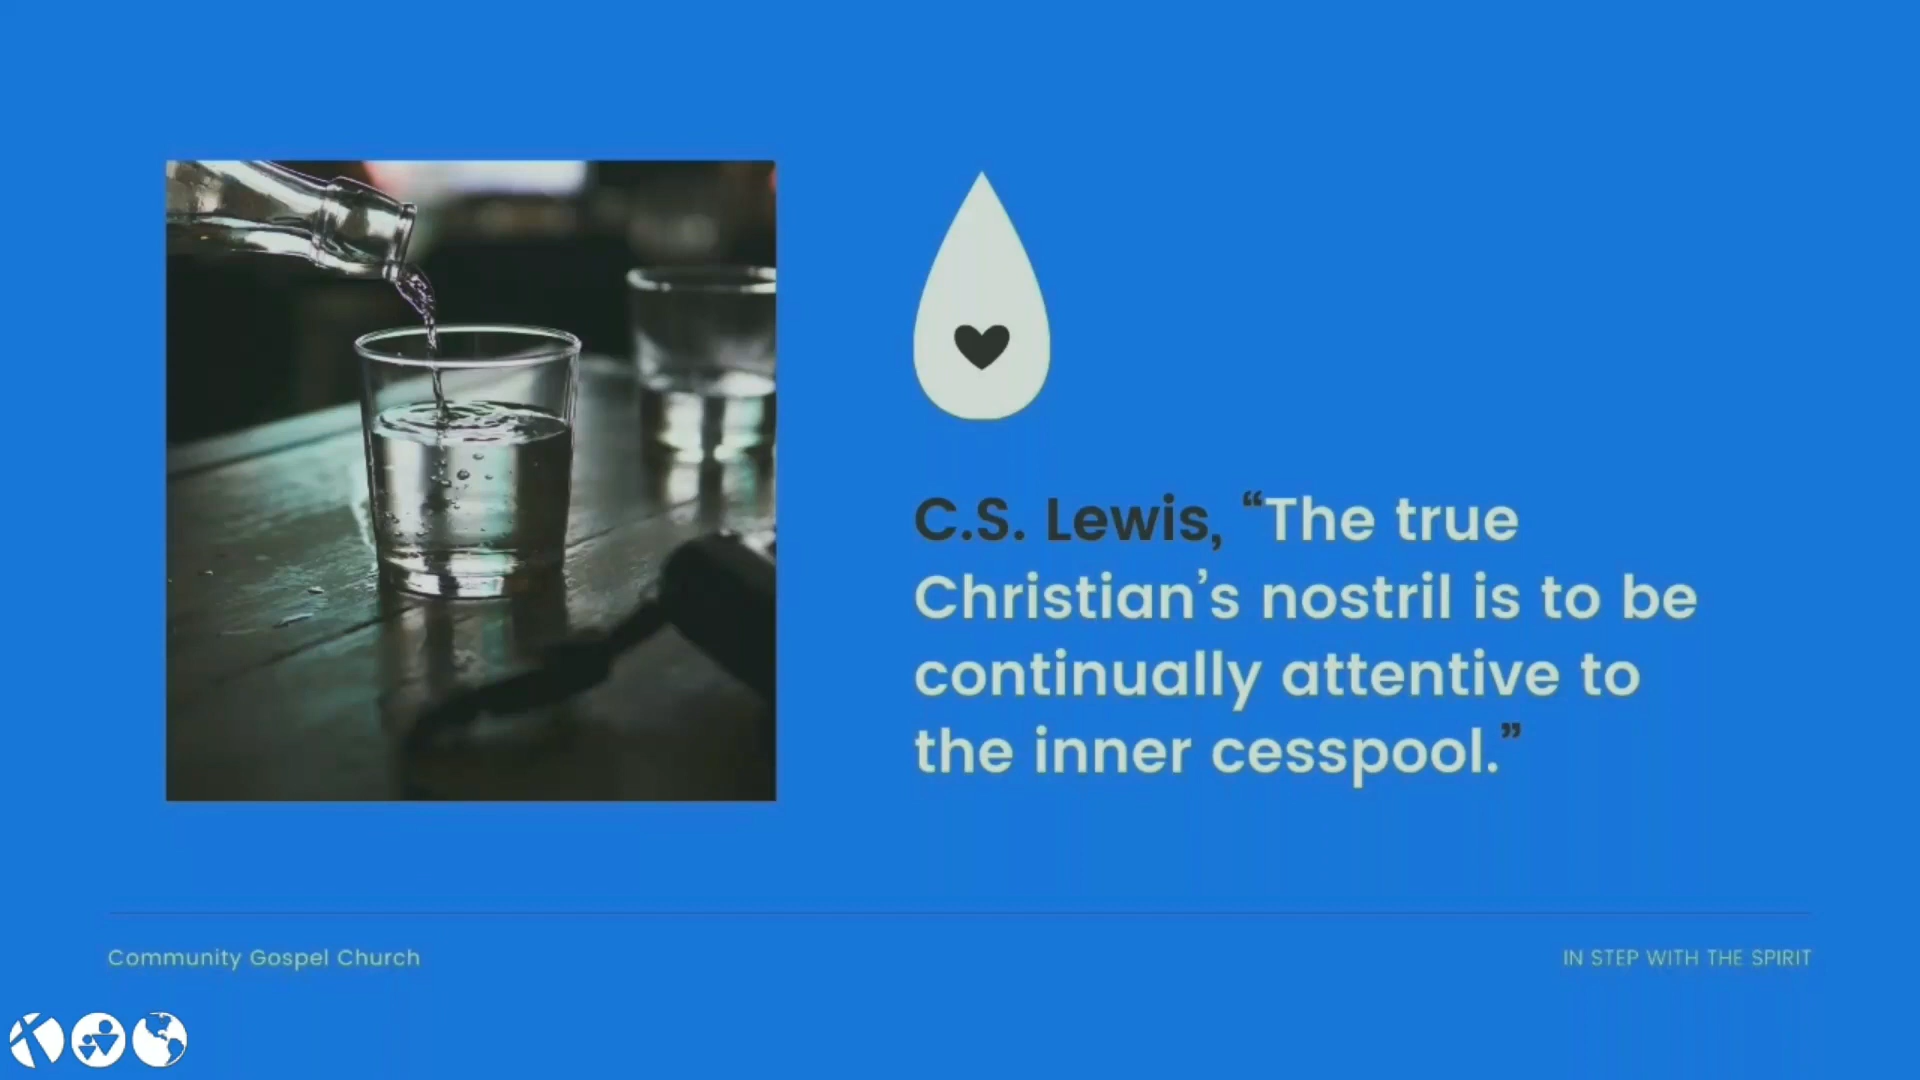 C.S. Lewis, “The true
Christian’s nostril is to be
continually attentive to
the inner cesspool.”
Community Gospel Church
IN STEP WITH THE SPIRIT